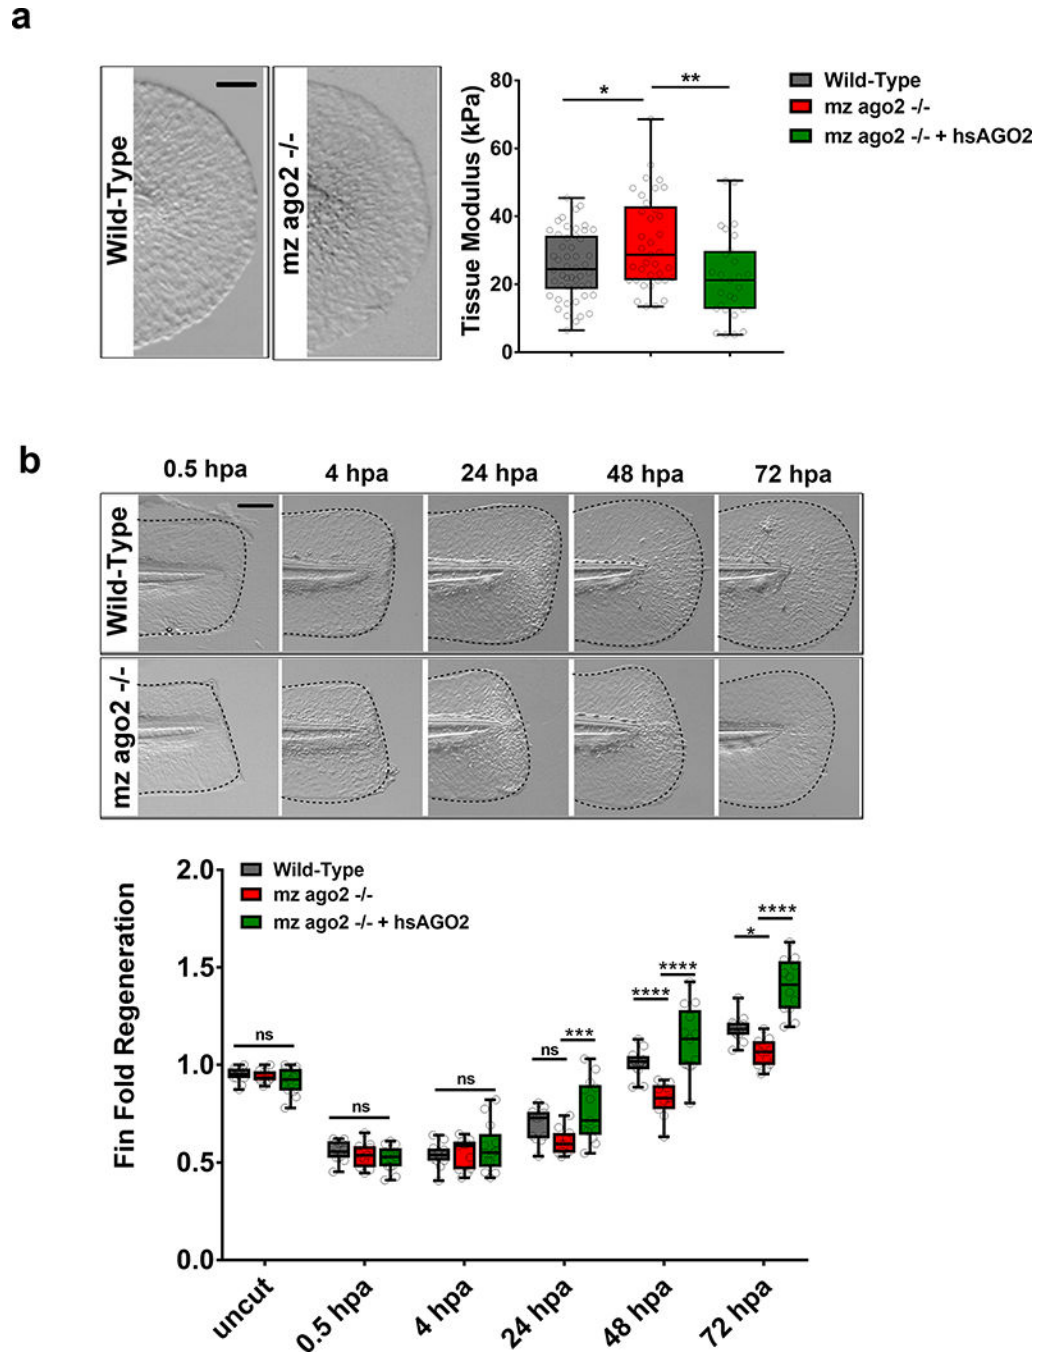 a
Wild-Type
mz ago2 -/-
Tissue Modulus (kPa)
80
60
40
20
0
*
**
Wild-Type
mz ago2 -/-
mz ago2 -/- + hsAGO2
b
0.5 hpa 4 hpa 24 hpa 48 hpa 72 hpa
Wild-Type
mz ago2 -/-
Fin Fold Regeneration
2.0
1.5
1.0
0.5
0.0
Wild-Type
mz ago2 -/-
mz ago2 -/- + hsAGO2
ns
ns
ns
ns
***
****
****
*
****
uncut
0.5 hpa
4 hpa
24 hpa
48 hpa
72 hpa